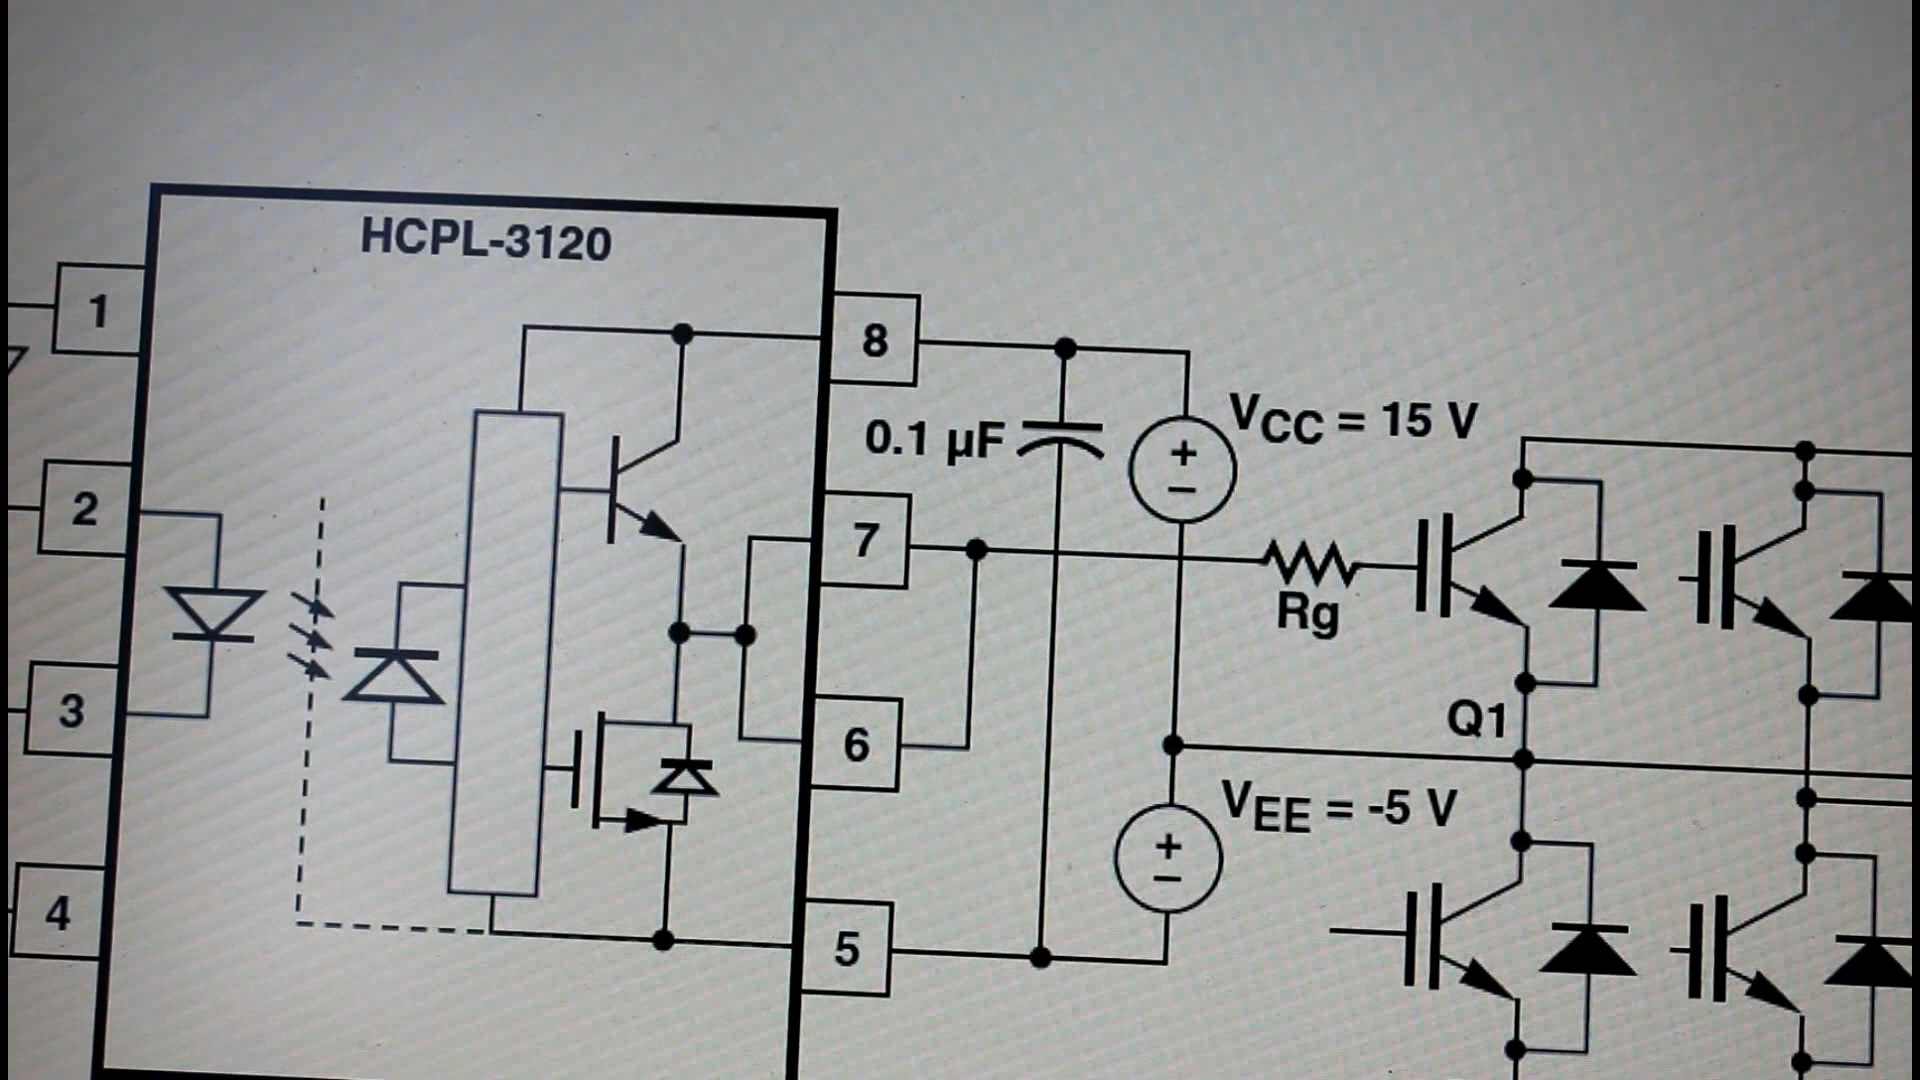 HCPL-3120
1
2
3
4
8
7
6
5
0.1 µF
+
−
VCC = 15 V
Rg
Q1
+
−
VEE = -5 V